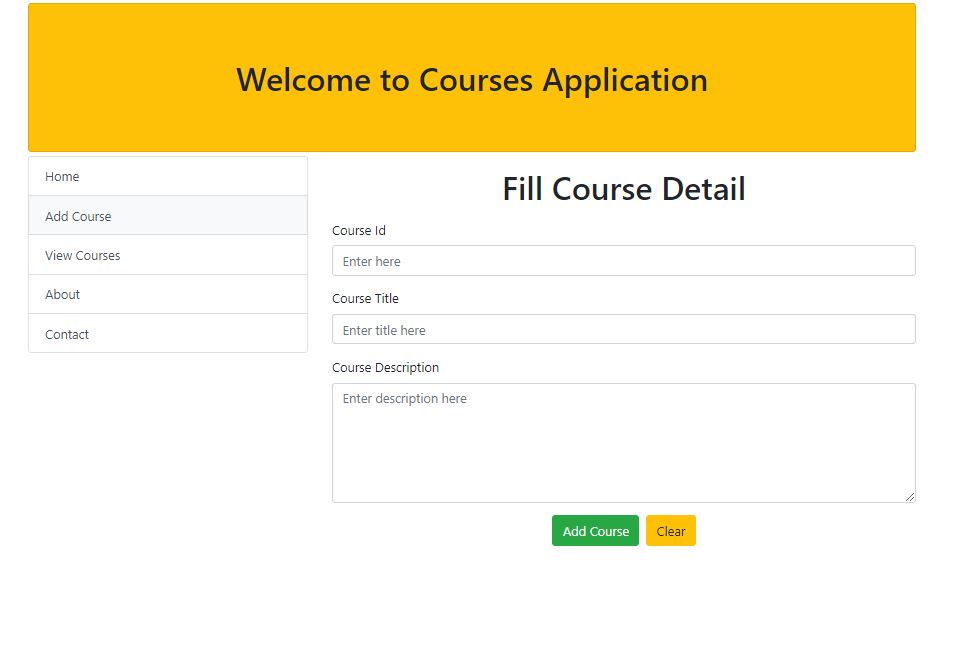 Welcome to Courses Application
Home
Add Course
View Courses
About
Contact
Fill Course Detail
Course Id
Enter here
Course Title
Enter title here
Course Description
Enter description here
Add Course
Clear